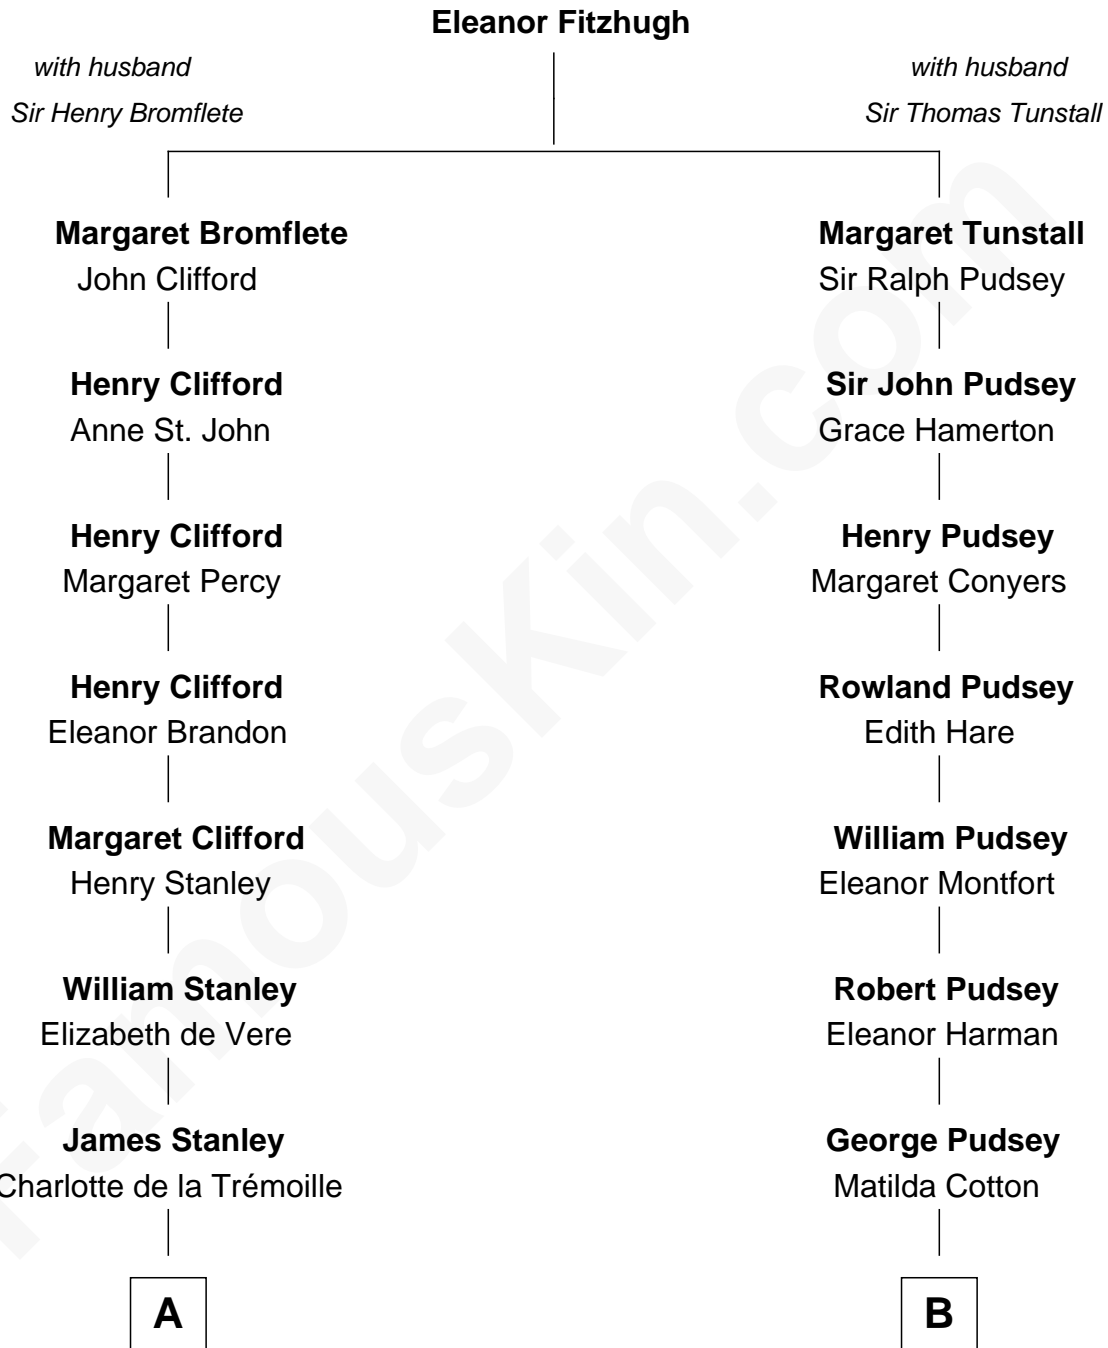 Eleanor Fitzhugh
with husband
Sir Henry Bromflete
with husband
Sir Thomas Tunstall
Margaret Bromflete
John Clifford
Margaret Tunstall
Sir Ralph Pudsey
Henry Clifford
Anne St. John
Sir John Pudsey
Grace Hamerton
Henry Clifford
Margaret Percy
Henry Pudsey
Margaret Conyers
Henry Clifford
Eleanor Brandon
Rowland Pudsey
Edith Hare
Margaret Clifford
Henry Stanley
William Pudsey
Eleanor Montfort
William Stanley
Elizabeth de Vere
Robert Pudsey
Eleanor Harman
James Stanley
Charlotte de la Trémoille
George Pudsey
Matilda Cotton
A
B
FamousKin.com